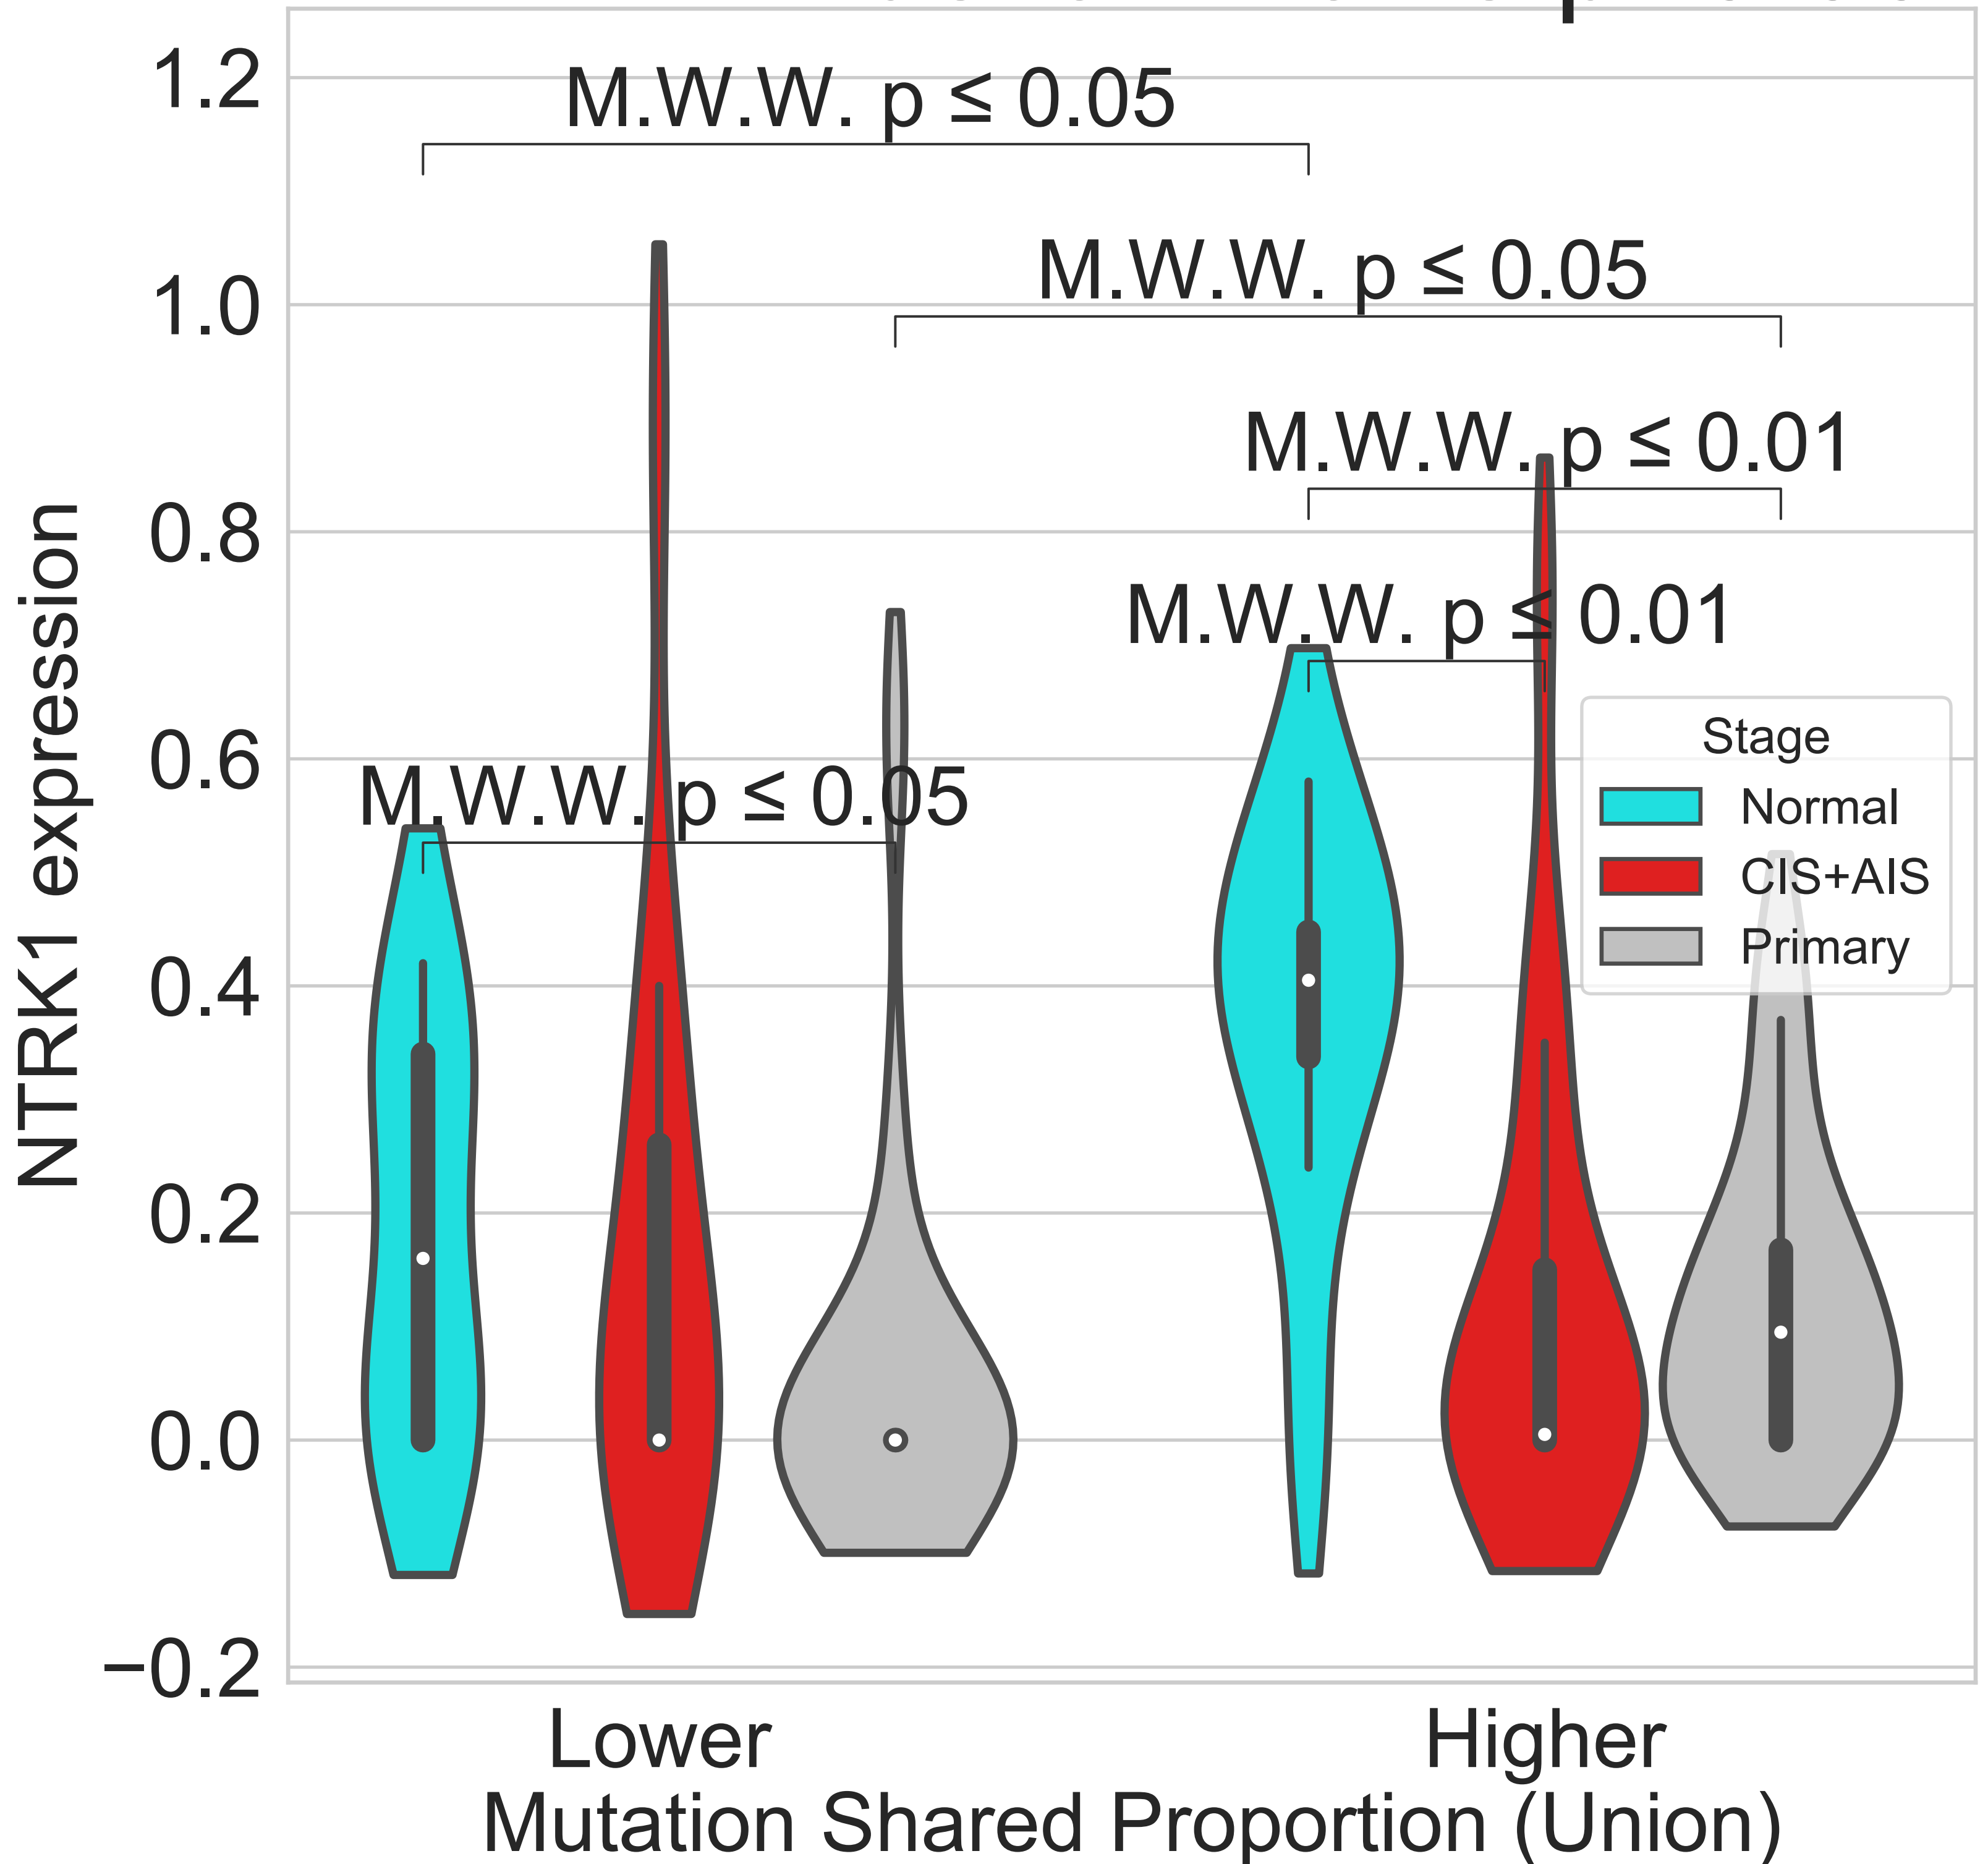 1.2
1.0
0.8
0.6
0.4
0.2
0.0
−0.2
NTRK1 expression
M.W.W. p ≤ 0.05
M.W.W. p ≤ 0.05
M.W.W. p ≤ 0.01
M.W.W. p ≤ 0.01
M.W.W. p ≤ 0.05
Stage
Normal
CIS+AIS
Primary
Lower
Higher
Mutation Shared Proportion (Union)